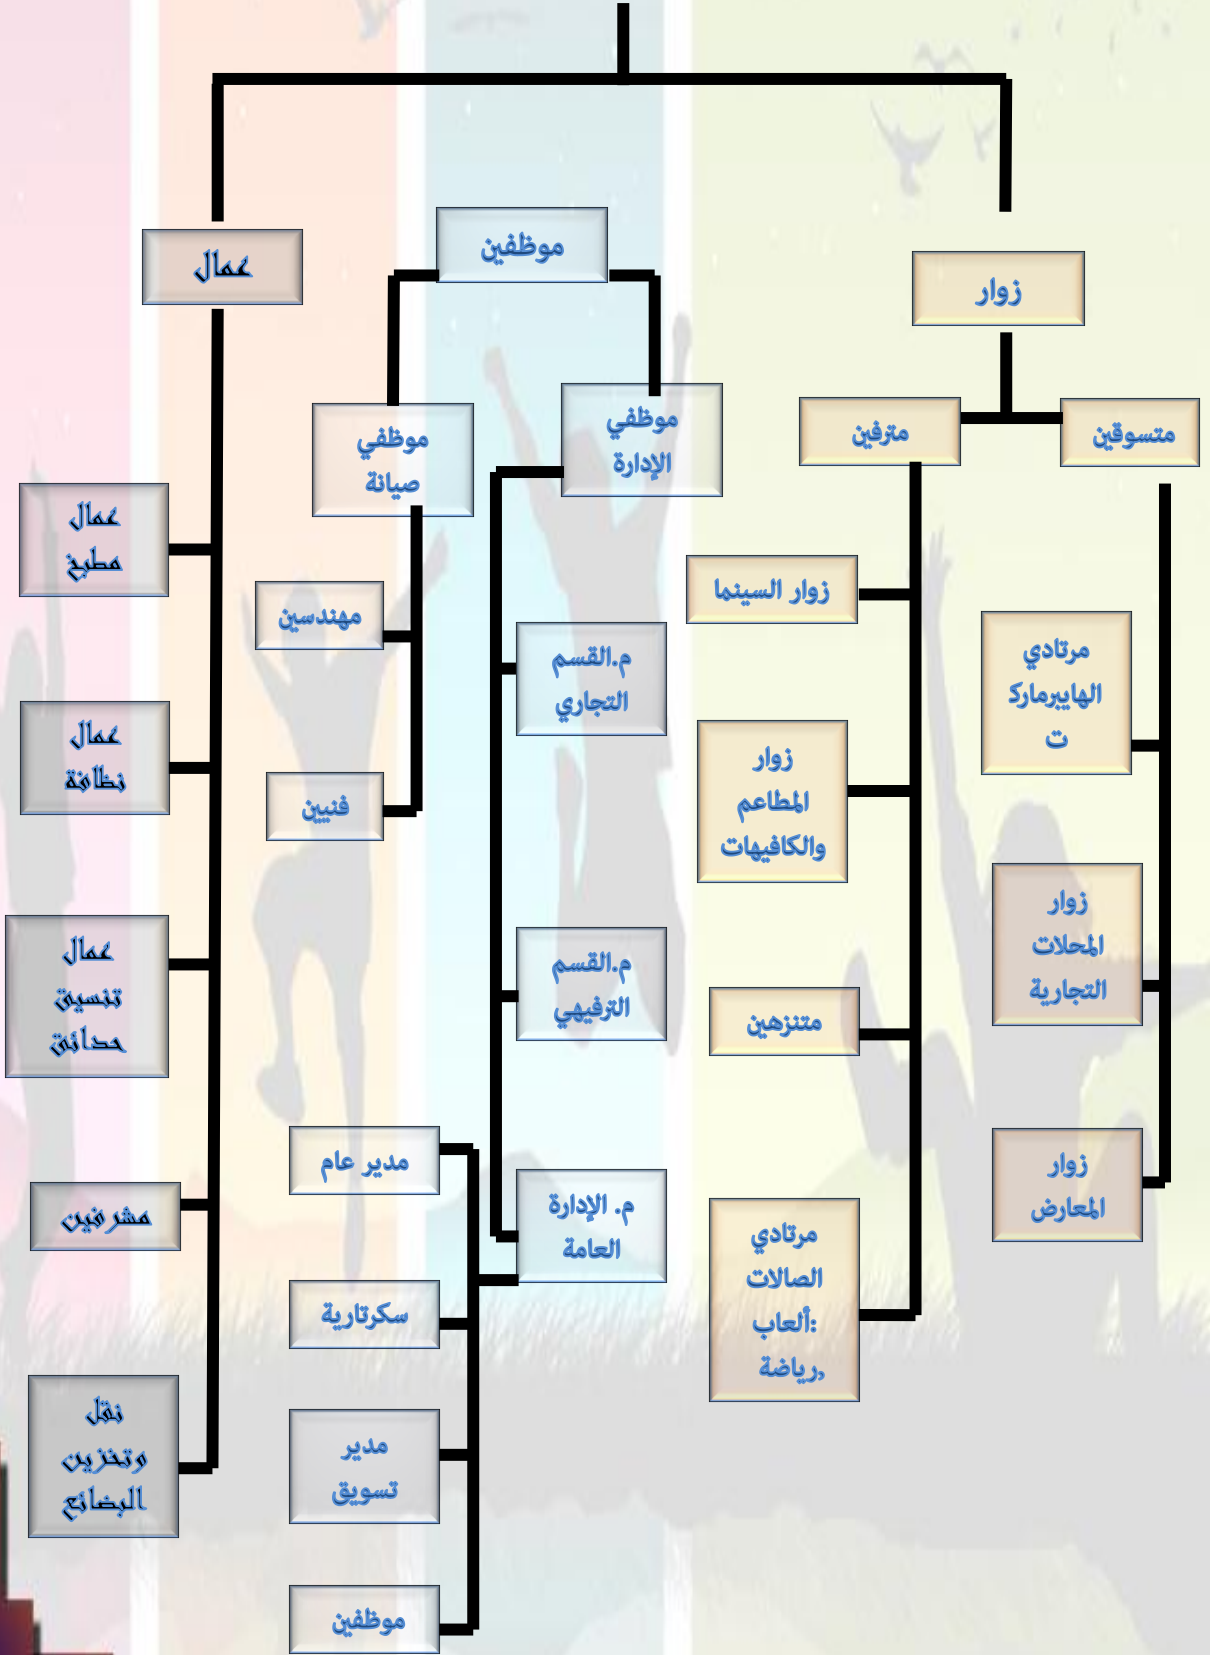 زوار
متسوقين
مرتادي
الهايبرمارك
ت
زوار
المحلات
التجارية
زوار
المعارض
مترفين
زوار السينما
زوار
المطاعم
والكافيهات
متنزهين
مرتادي
الصالات
:ألعاب
,رياضة
موظفين
موظفي
الإدارة
م.القسم
التجاري
م.القسم
الترفيهي
م. الإدارة
العامة
مدير عام
سكرتارية
مدير
تسويق
موظفين
موظفي
صيانة
مهندسين
فنيين
عمال
عمال
مطبخ
عمال
نظافة
عمال
تنسيق
حدائق
مشرفين
نقل
وتخزين
البضائع